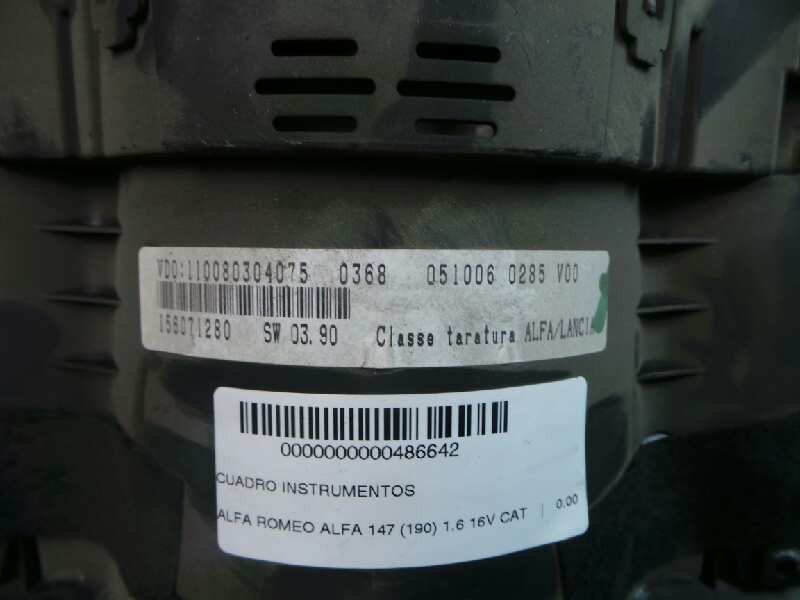 VDO:110080304075 0368 051006 0285 V00
156071280 SW 03.90 Classe taratura ALFA/LANCIA
0000000000486642
CUADRO INSTRUMENTOS
ALFA ROMEO ALFA 147 (190) 1.6 16V CAT | 0.00